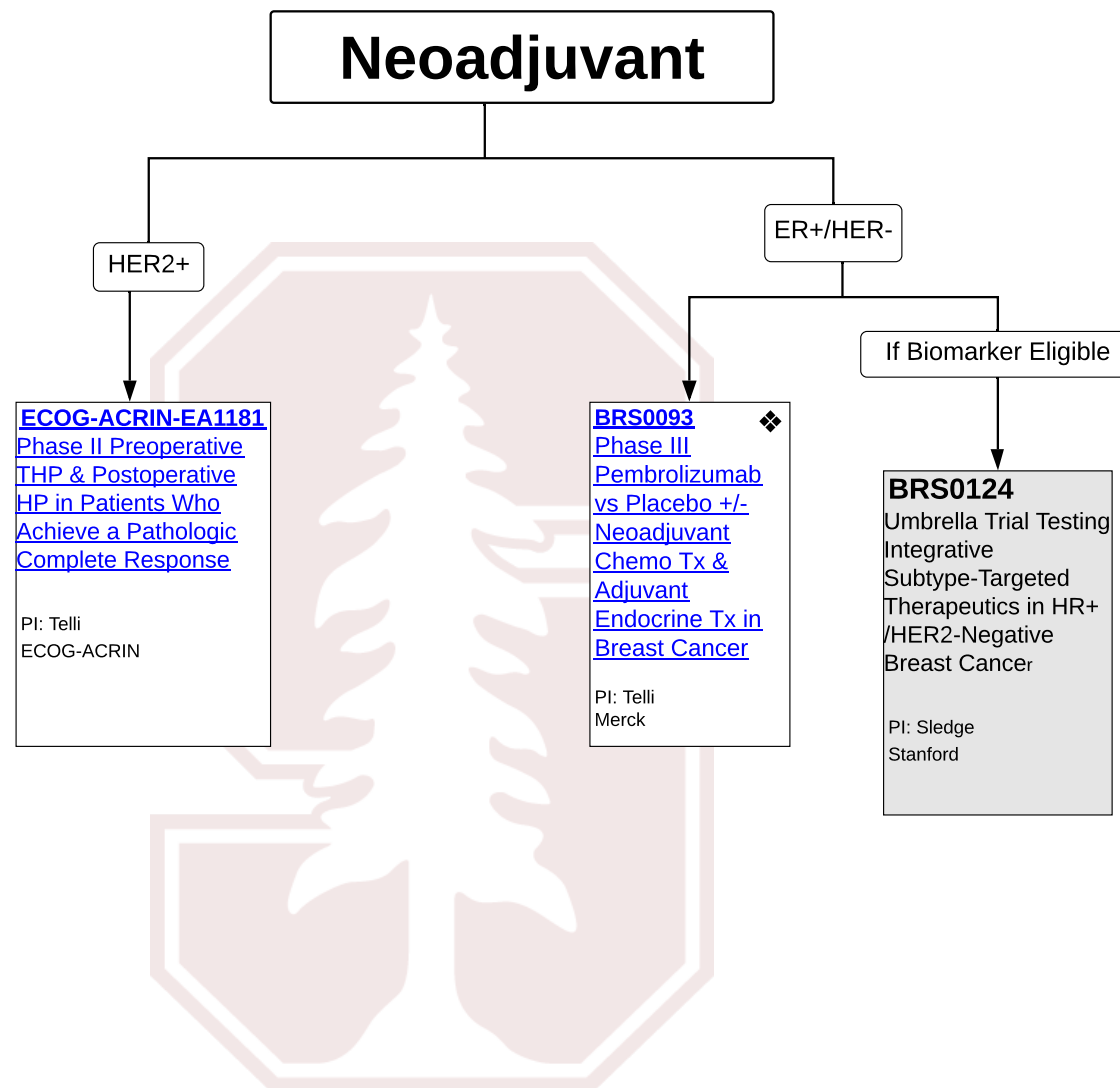 Neoadjuvant
HER2+
ER+/HER-
If Biomarker Eligible
ECOG-ACRIN-EA1181
Phase II Preoperative
THP & Postoperative
HP in Patients Who
Achieve a Pathologic
Complete Response
PI: Telli
ECOG-ACRIN
BRS0093 ❖
Phase III
Pembrolizumab
vs Placebo +/-
Neoadjuvant
Chemo Tx &
Adjuvant
Endocrine Tx in
Breast Cancer
PI: Telli
Merck
BRS0124
Umbrella Trial Testing
Integrative
Subtype-Targeted
Therapeutics in HR+
/HER2-Negative
Breast Cancer
PI: Sledge
Stanford